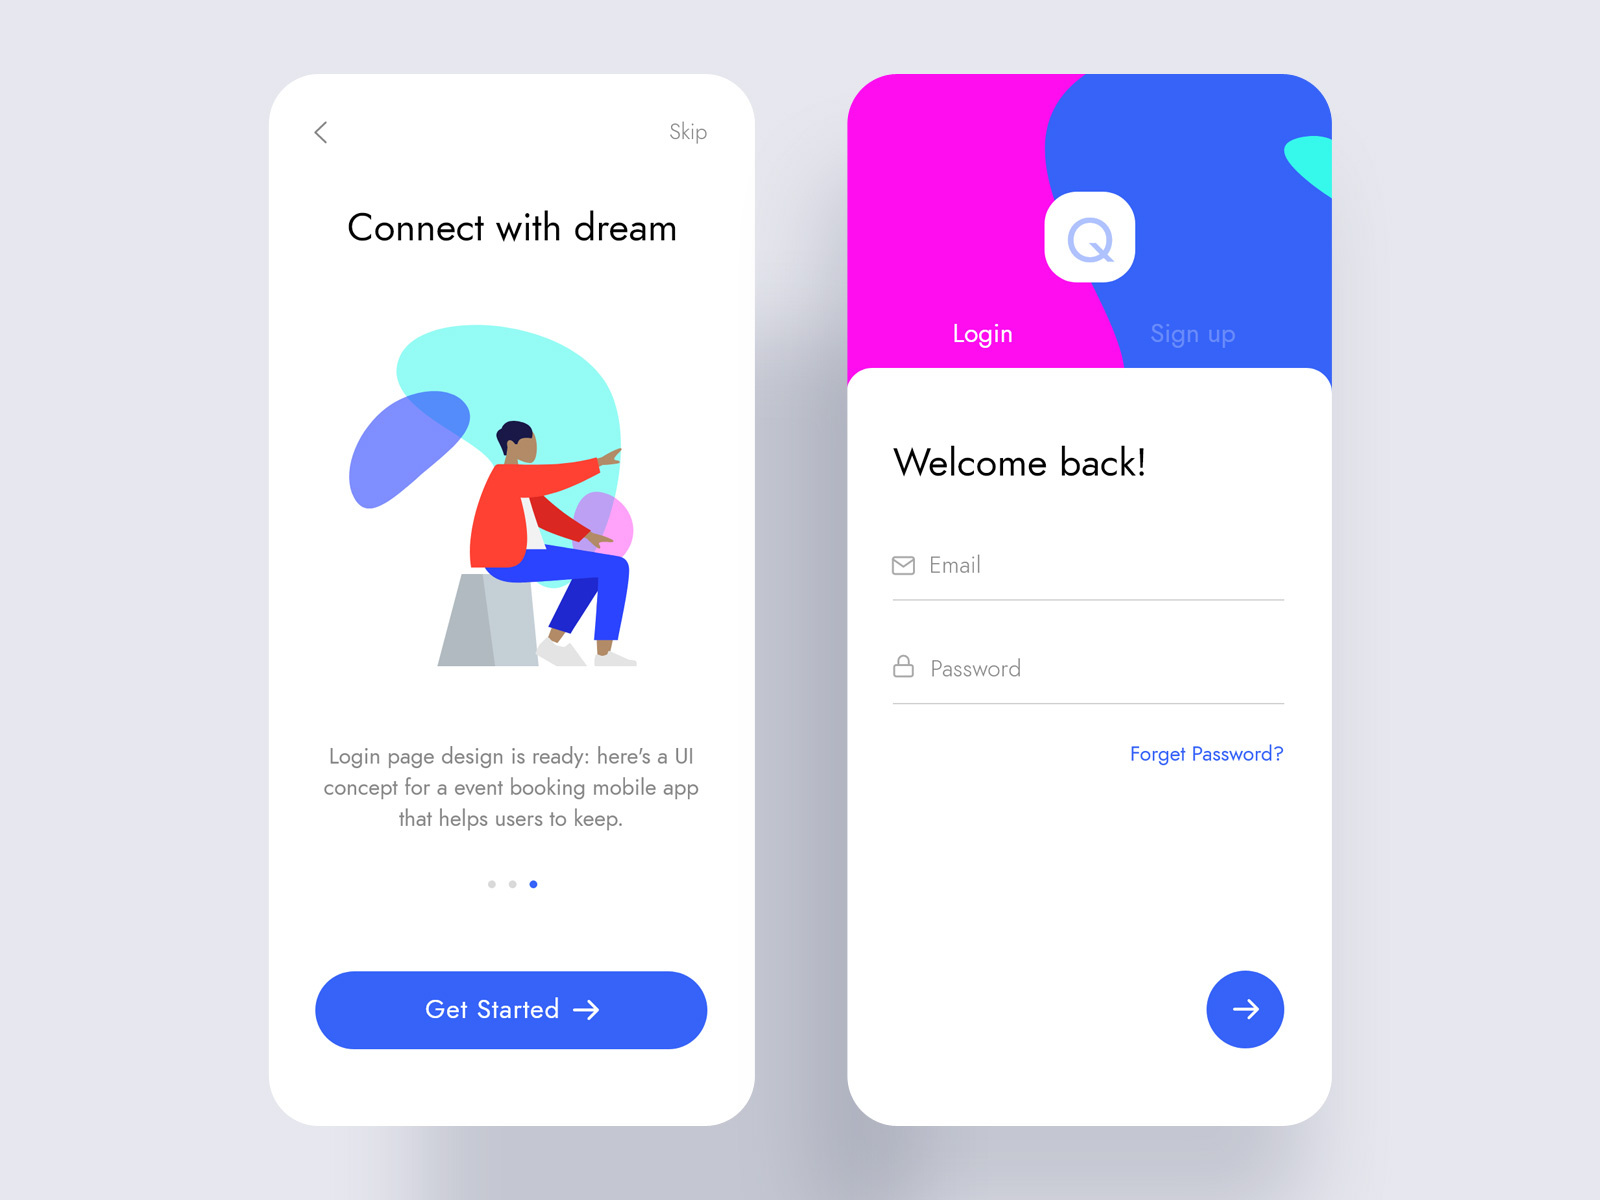 Skip
Connect with dream
Login page design is ready: here's a UI
concept for a event booking mobile app
that helps users to keep.
Get Started
Q
Login
Sign up
Welcome back!
Email
Password
Forget Password?